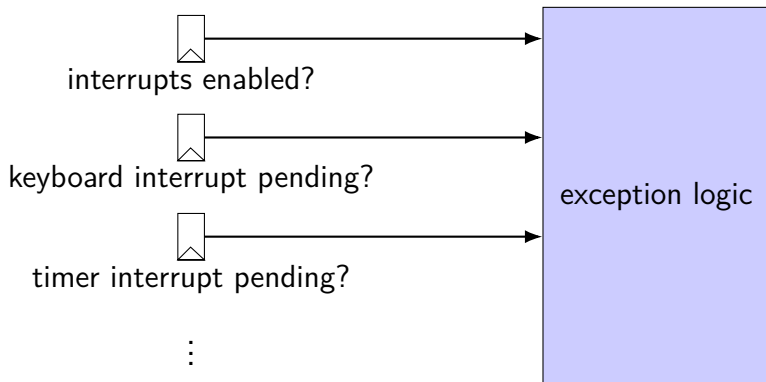 interrupts enabled?
keyboard interrupt pending?
exception logic
timer interrupt pending?
⋮